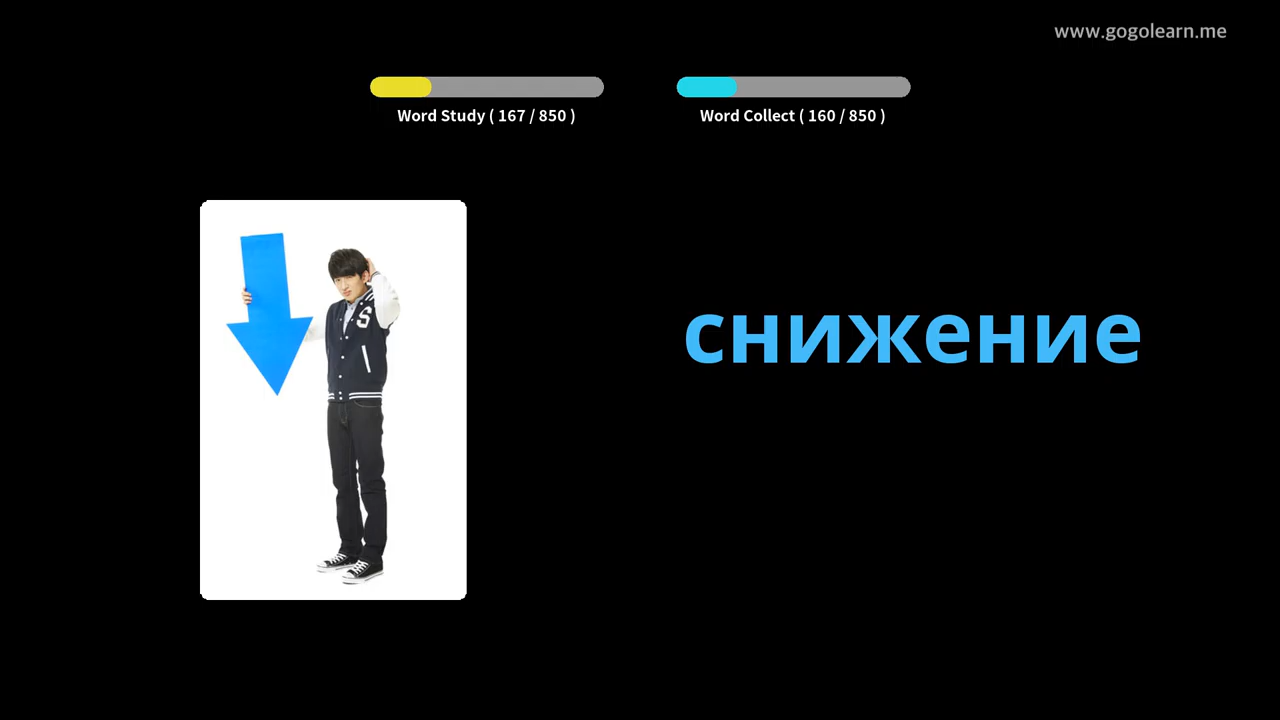 www.gogolearn.me
Word Study ( 167 / 850 )
Word Collect ( 160 / 850 )
S
снижение